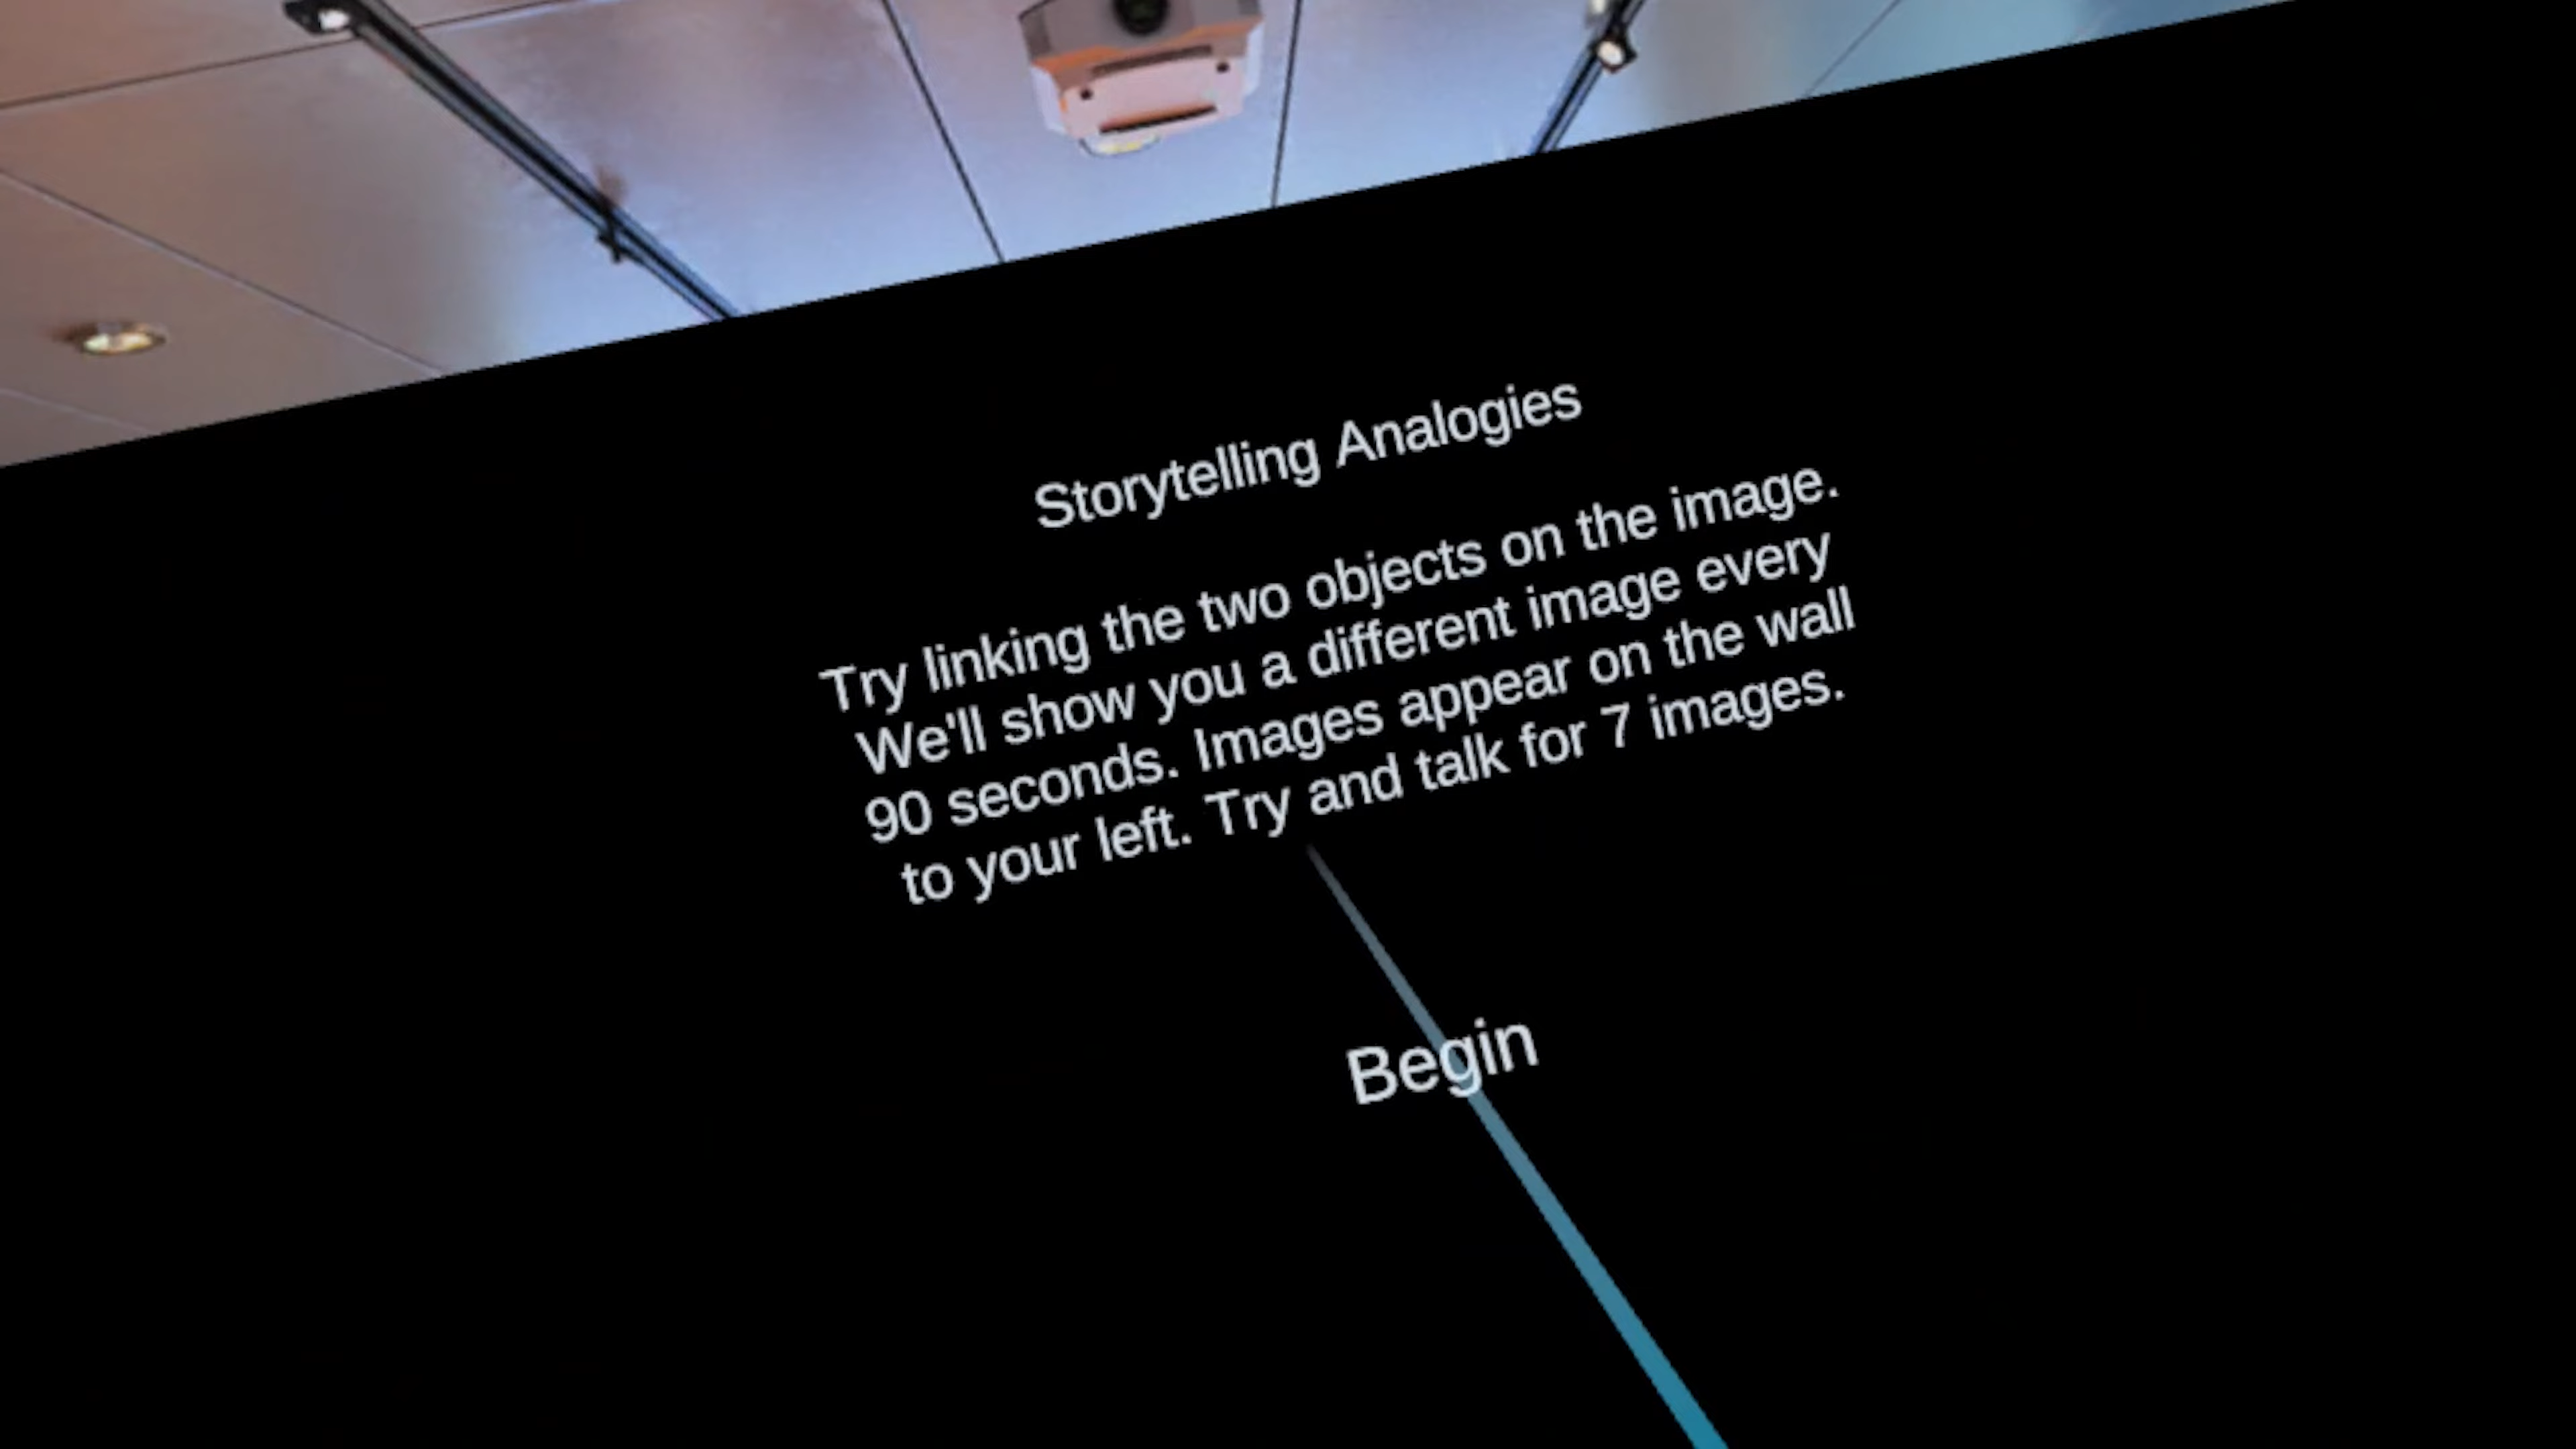 Storytelling Analogies
Try linking the two objects on the image.
We'll show you a different image every
90 seconds. Images appear on the wall
to your left. Try and talk for 7 images.
Begin